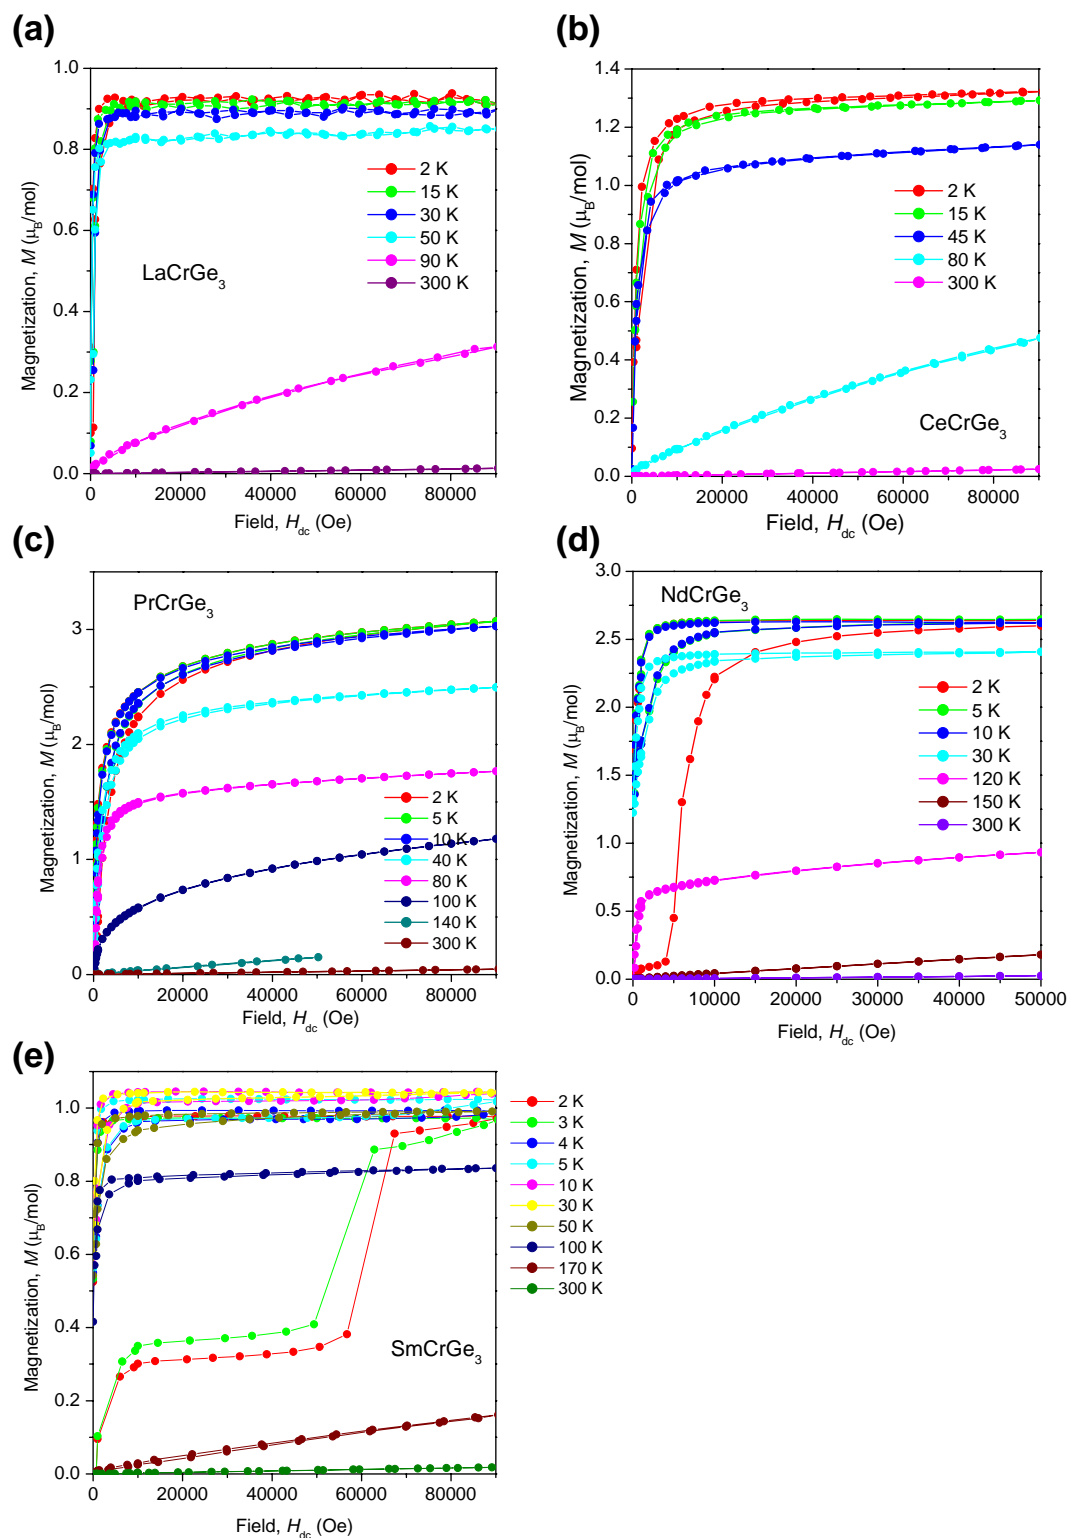 (a)
1.0
0.8
0.6
0.4
0.2
0.0
Magnetization, M (μB/mol)
LaCrGe3
2 K
15 K
30 K
50 K
90 K
300 K
0 20000 40000 60000 80000
Field, Hdc (Oe)
(b)
1.4
1.2
1.0
0.8
0.6
0.4
0.2
0.0
Magnetization, M (μB/mol)
2 K
15 K
45 K
80 K
300 K
CeCrGe3
0 20000 40000 60000 80000
Field, Hdc (Oe)
(c)
3
2
1
0
Magnetization, M (μB/mol)
PrCrGe3
2 K
5 K
10 K
40 K
80 K
100 K
140 K
300 K
0 20000 40000 60000 80000
Field, Hdc (Oe)
(d)
3.0
2.5
2.0
1.5
1.0
0.5
0.0
Magnetization, M (μB/mol)
NdCrGe3
2 K
5 K
10 K
30 K
120 K
150 K
300 K
0 10000 20000 30000 40000 50000
Field, Hdc (Oe)
(e)
1.0
0.8
0.6
0.4
0.2
0.0
Magnetization, M (μB/mol)
SmCrGe3
2 K
3 K
4 K
5 K
10 K
30 K
50 K
100 K
170 K
300 K
0 20000 40000 60000 80000
Field, Hdc (Oe)